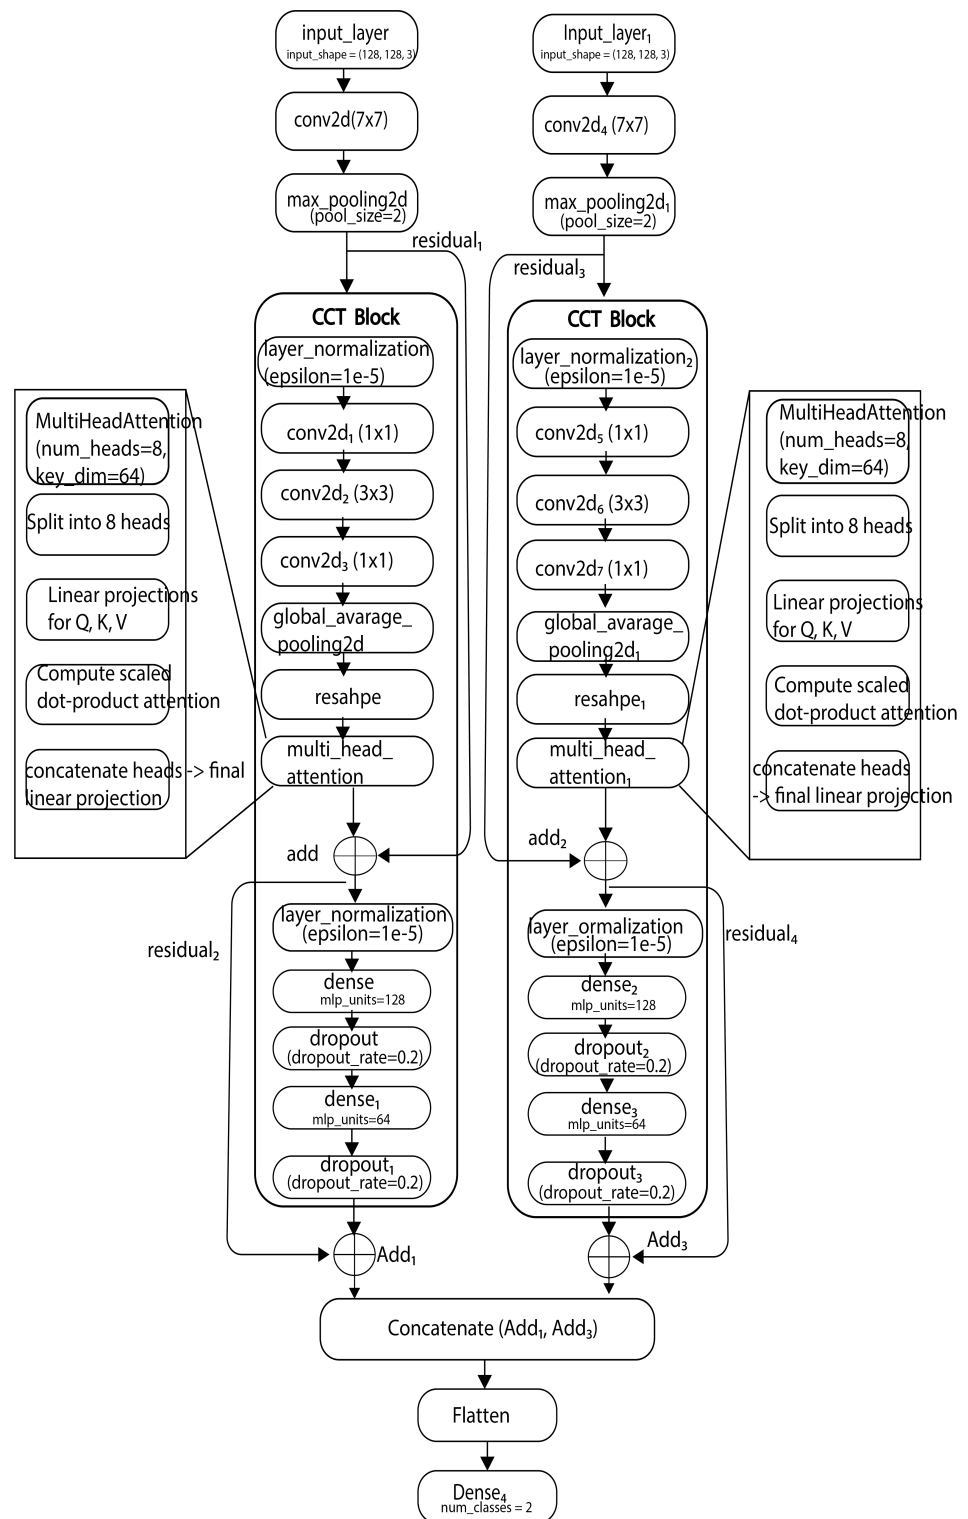 input_layer
input_shape = (128, 128, 3)
conv2d(7x7)
max_pooling2d
(pool_size=2)
residual₁
CCT Block
layer_normalization
(epsilon=1e-5)
conv2d₁ (1x1)
conv2d₂ (3x3)
conv2d₃ (1x1)
global_avarage_
pooling2d
resahpe
multi_head_
attention
add
layer_normalization
(epsilon=1e-5)
residual₂
dense
mlp_units=128
dropout
(dropout_rate=0.2)
dense₁
mlp_units=64
dropout₁
(dropout_rate=0.2)
Add₁
MultiHeadAttention
(num_heads=8,
key_dim=64)
Split into 8 heads
Linear projections
for Q, K, V
Compute scaled
dot-product attention
concatenate heads -> final
linear projection
Input_layer₁
input_shape = (128, 128, 3)
conv2d₄ (7x7)
max_pooling2d₁
(pool_size=2)
residual₃
CCT Block
layer_normalization₂
(epsilon=1e-5)
conv2d₅ (1x1)
conv2d₆ (3x3)
conv2d₇ (1x1)
global_avarage_
pooling2d₁
resahpe₁
multi_head_
attention₁
add₂
layer_ormalization
(epsilon=1e-5)
residual₄
dense₂
mlp_units=128
dropout₂
(dropout_rate=0.2)
dense₃
mlp_units=64
dropout₃
(dropout_rate=0.2)
Add₃
MultiHeadAttention
(num_heads=8,
key_dim=64)
Split into 8 heads
Linear projections
for Q, K, V
Compute scaled
dot-product attention
concatenate heads
-> final linear projection
Concatenate (Add₁, Add₃)
Flatten
Dense₄
num_classes = 2